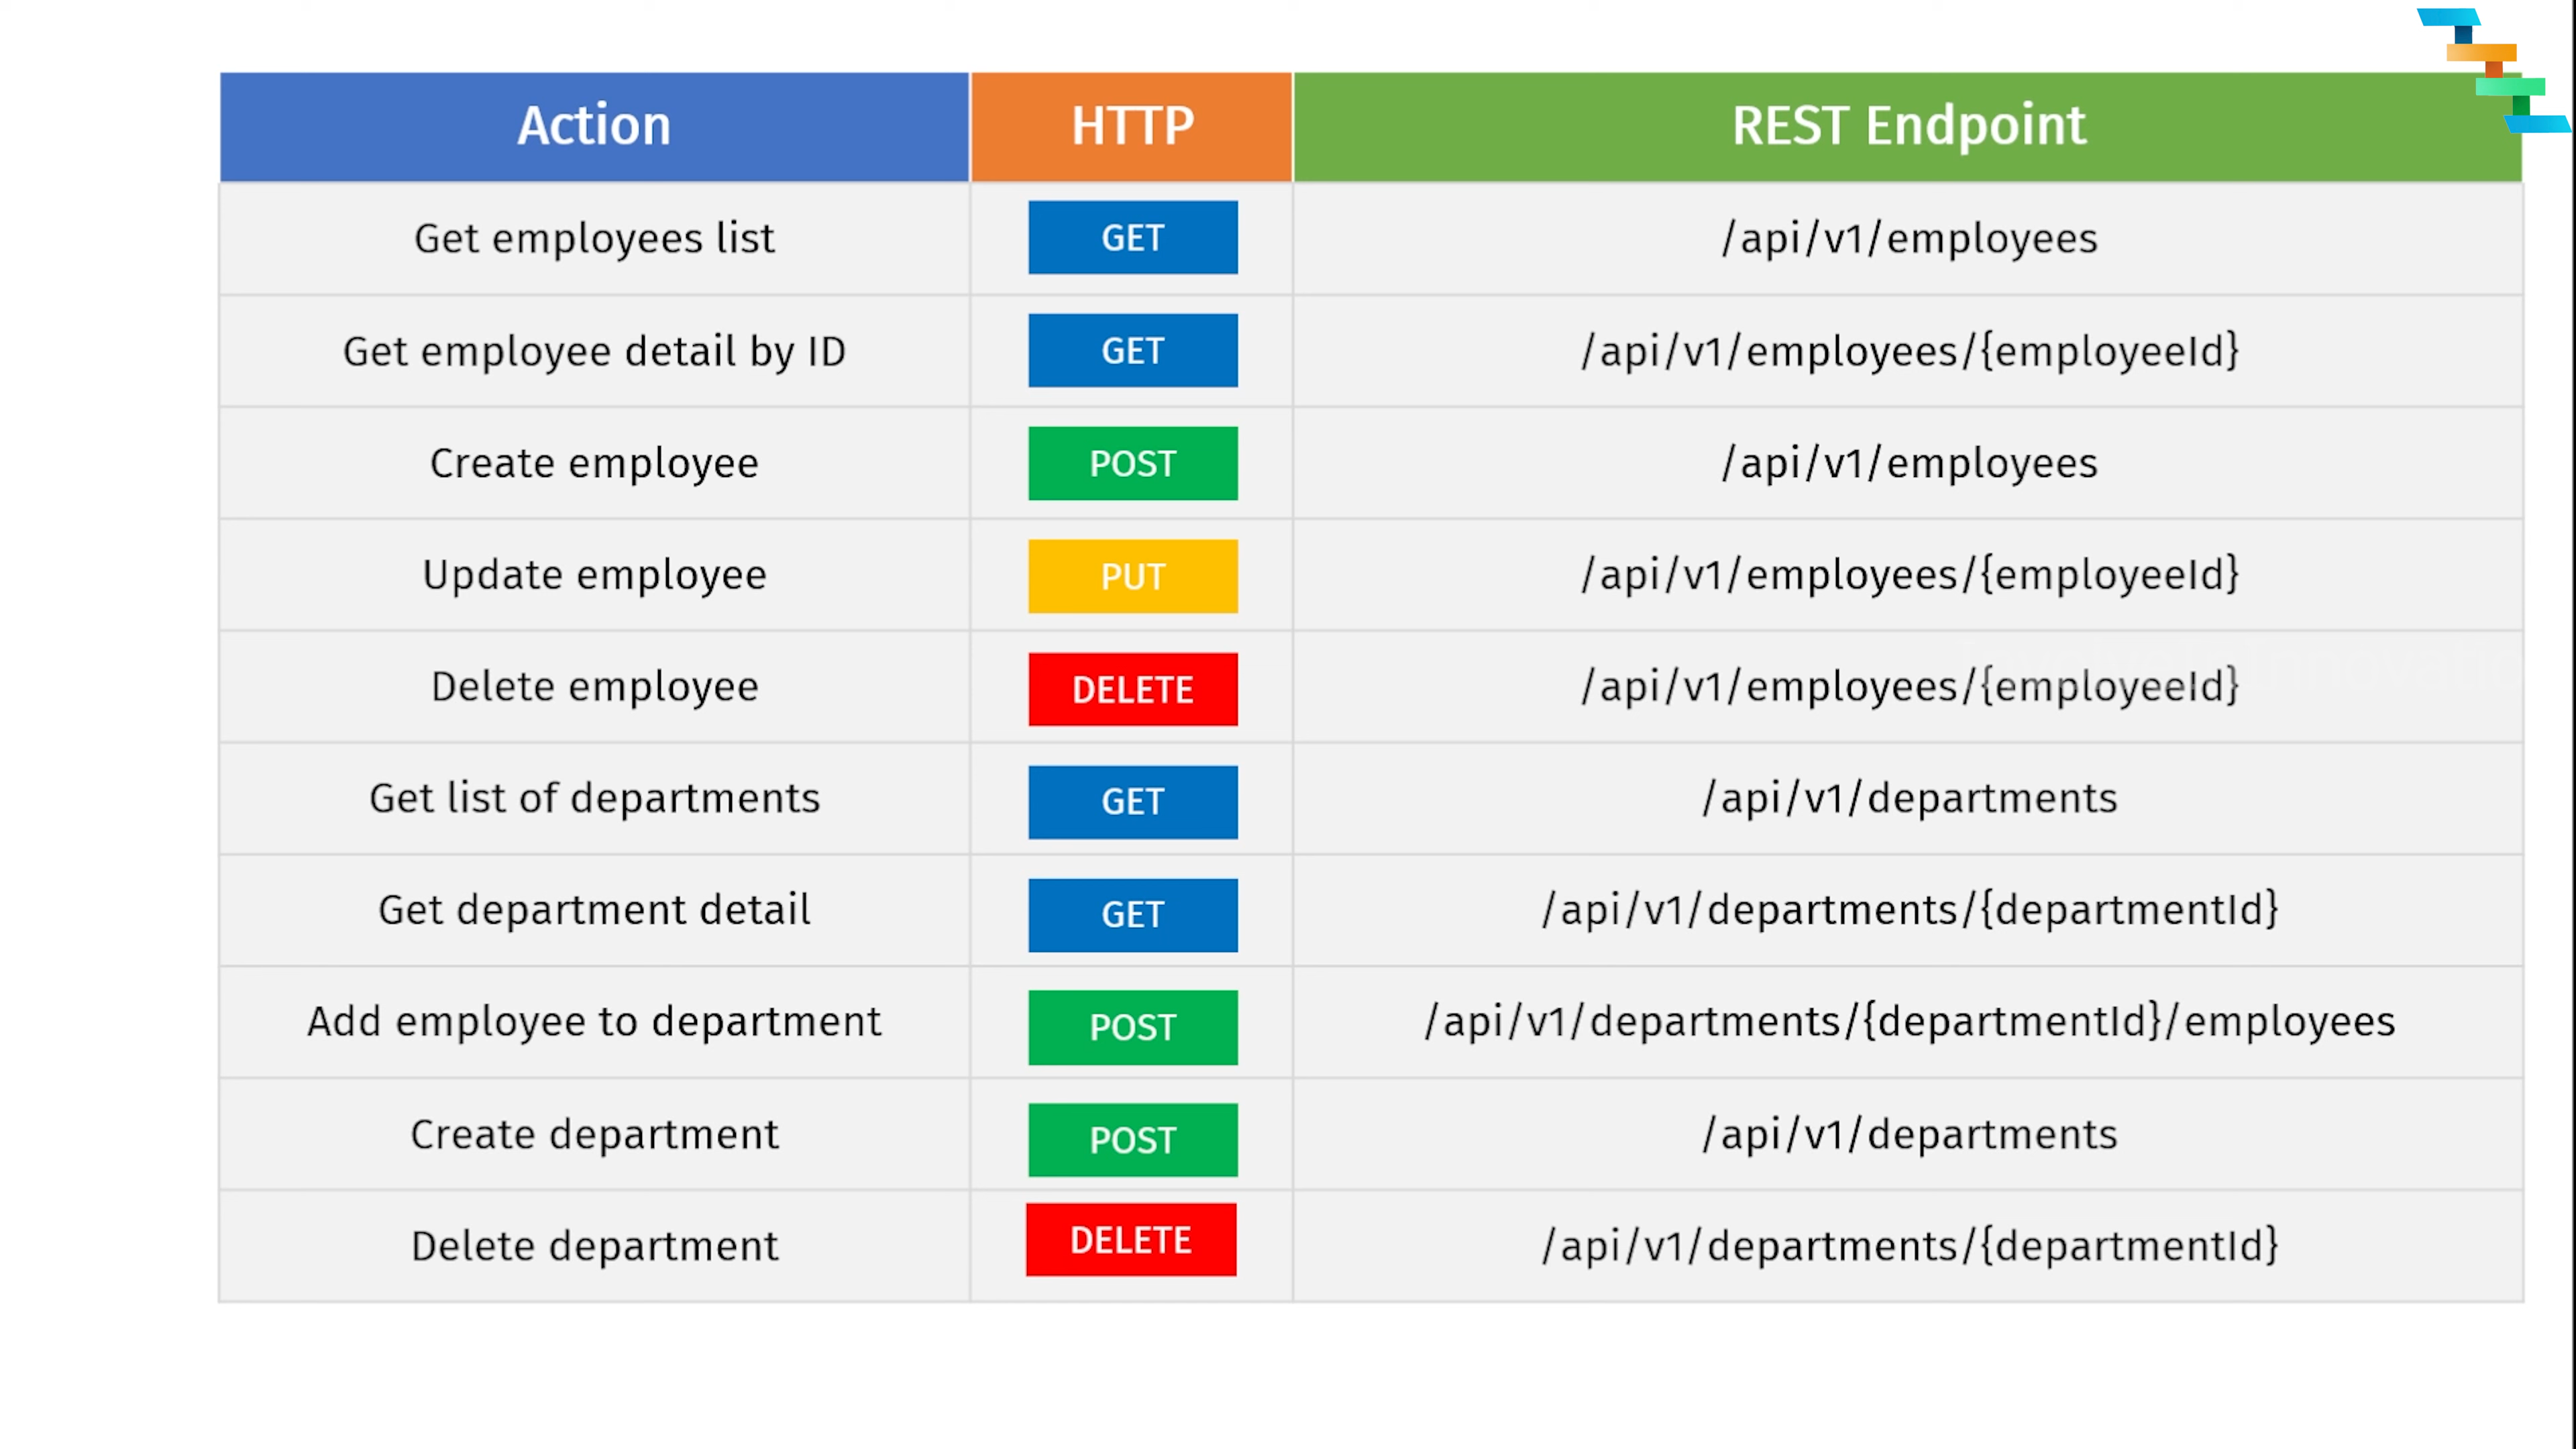 Action HTTP REST Endpoint
Get employees list GET /api/v1/employees
Get employee detail by ID GET /api/v1/employees/{employeeId}
Create employee POST /api/v1/employees
Update employee PUT /api/v1/employees/{employeeId}
Delete employee DELETE /api/v1/employees/{employeeId}
Get list of departments GET /api/v1/departments
Get department detail GET /api/v1/departments/{departmentId}
Add employee to department POST /api/v1/departments/{departmentId}/employees
Create department POST /api/v1/departments
Delete department DELETE /api/v1/departments/{departmentId}